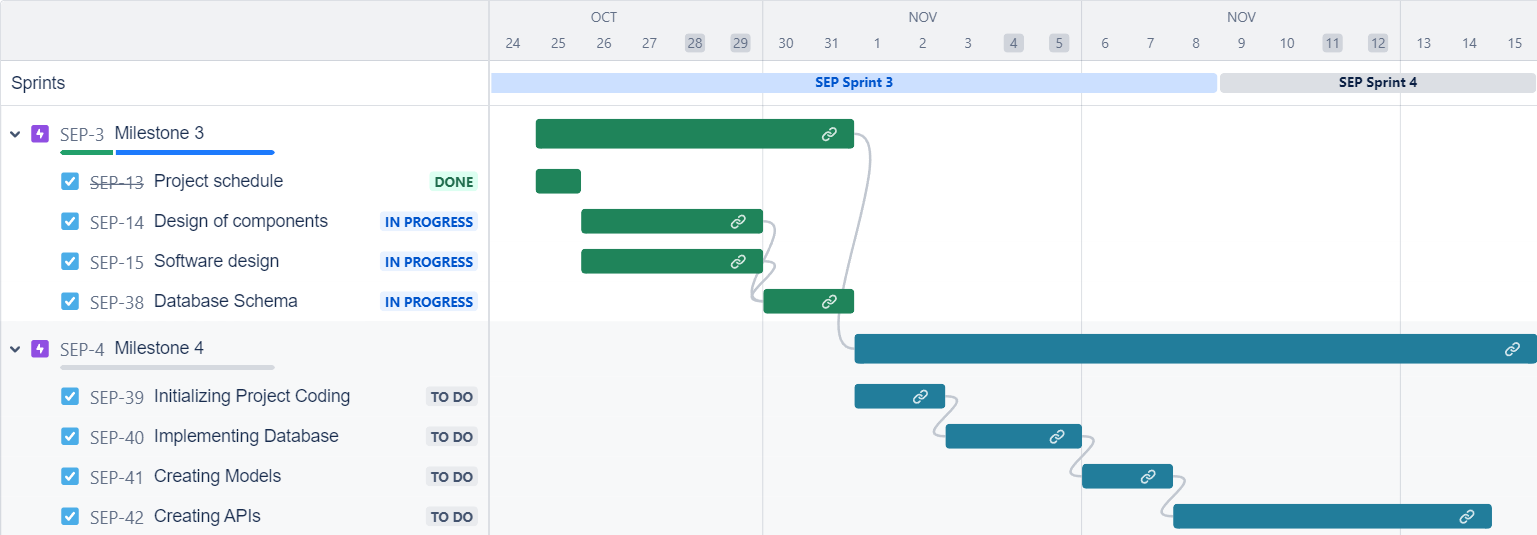 OCT NOV NOV
24 25 26 27 28 29 30 31 1 2 3 4 5 6 7 8 9 10 11 12 13 14 15
Sprints SEP Sprint 3 SEP Sprint 4
SEP-3 Milestone 3
SEP-13 Project schedule DONE
SEP-14 Design of components IN PROGRESS
SEP-15 Software design IN PROGRESS
SEP-38 Database Schema IN PROGRESS
SEP-4 Milestone 4
SEP-39 Initializing Project Coding TO DO
SEP-40 Implementing Database TO DO
SEP-41 Creating Models TO DO
SEP-42 Creating APIs TO DO